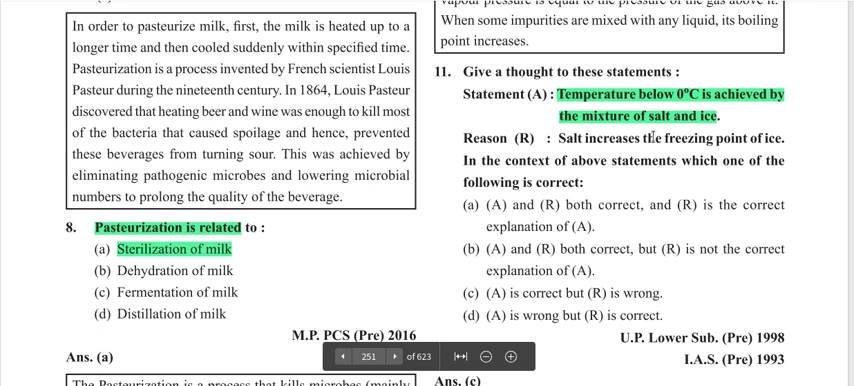 In order to pasteurize milk, first, the milk is heated up to a
longer time and then cooled suddenly within specified time.
Pasteurization is a process invented by French scientist Louis
Pasteur during the nineteenth century. In 1864, Louis Pasteur
discovered that heating beer and wine was enough to kill most
of the bacteria that caused spoilage and hence, prevented
these beverages from turning sour. This was achieved by
eliminating pathogenic microbes and lowering microbial
numbers to prolong the quality of the beverage.
8. Pasteurization is related to :
(a) Sterilization of milk
(b) Dehydration of milk
(c) Fermentation of milk
(d) Distillation of milk
M.P. PCS (Pre) 2016
Ans. (a)
The Pasteurization is a process that kills microbes (mainly
vapour pressure is equal to the pressure of the gas above it.
When some impurities are mixed with any liquid, its boiling
point increases.
11. Give a thought to these statements :
Statement (A) : Temperature below 0°C is achieved by
the mixture of salt and ice.
Reason (R) : Salt increases the freezing point of ice.
In the context of above statements which one of the
following is correct:
(a) (A) and (R) both correct, and (R) is the correct
explanation of (A).
(b) (A) and (R) both correct, but (R) is not the correct
explanation of (A).
(c) (A) is correct but (R) is wrong.
(d) (A) is wrong but (R) is correct.
U.P. Lower Sub. (Pre) 1998
I.A.S. (Pre) 1993
Ans. (c)
251 of 623